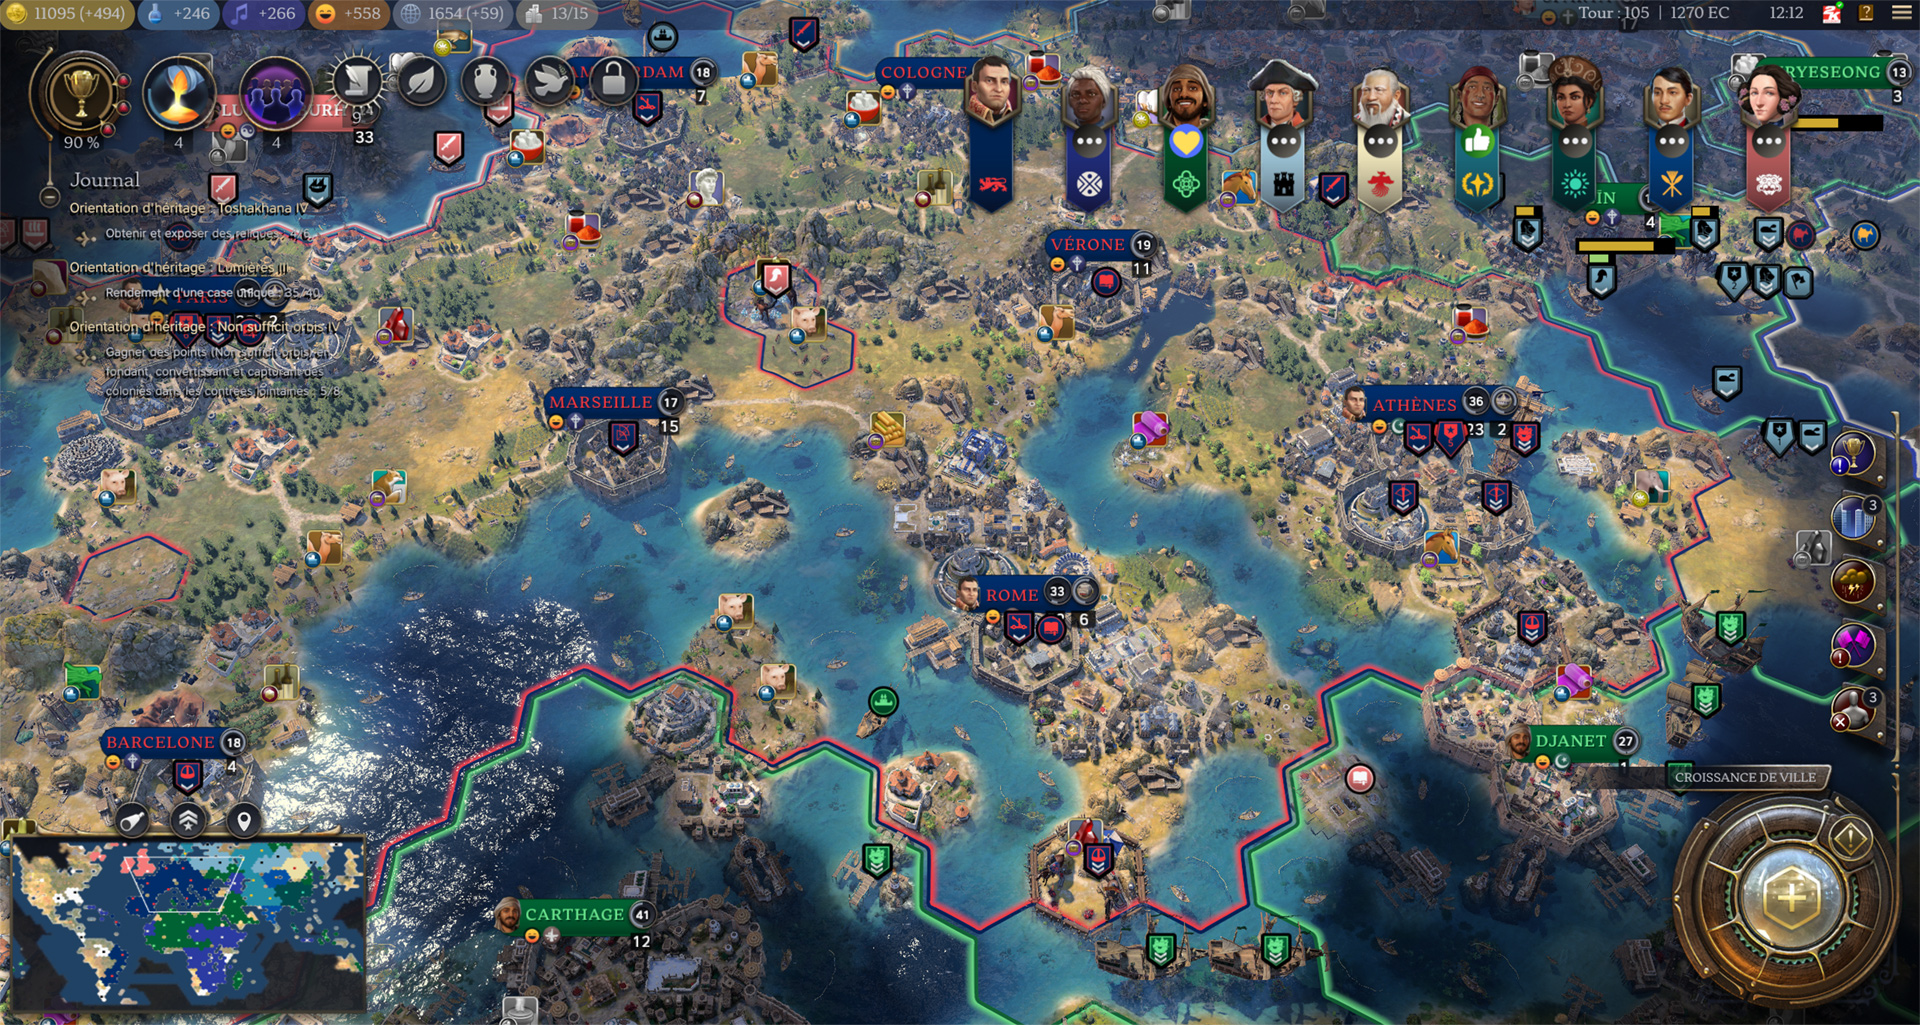 11095 (+494)
+246
+266
+558
1654 (+59)
13/15
Tour : 105 | 1270 EC
12:12
90 %
4
4
33
18
7
COLOGNE
RYESEONG
13
3
Journal
Orientation d'héritage : Toshakhana IV
Obtenir et exposer des reliques : 4/6
Orientation d'héritage : Lumières III
Rendement d'une case unique : 35/40
PARIS
Orientation d'héritage : Non sufficit orbis IV
Gagner des points (Non sufficit orbis) en
fondant, convertissant et capturant des
colonies dans les contrées lointaines : 5/8
VÉRONE 19
11
4
MARSEILLE 17
15
ATHÈNES 36
23 2
3
ROME 33
6
BARCELONE 18
4
3
DJANET 27
CROISSANCE DE VILLE
CARTHAGE 41
12